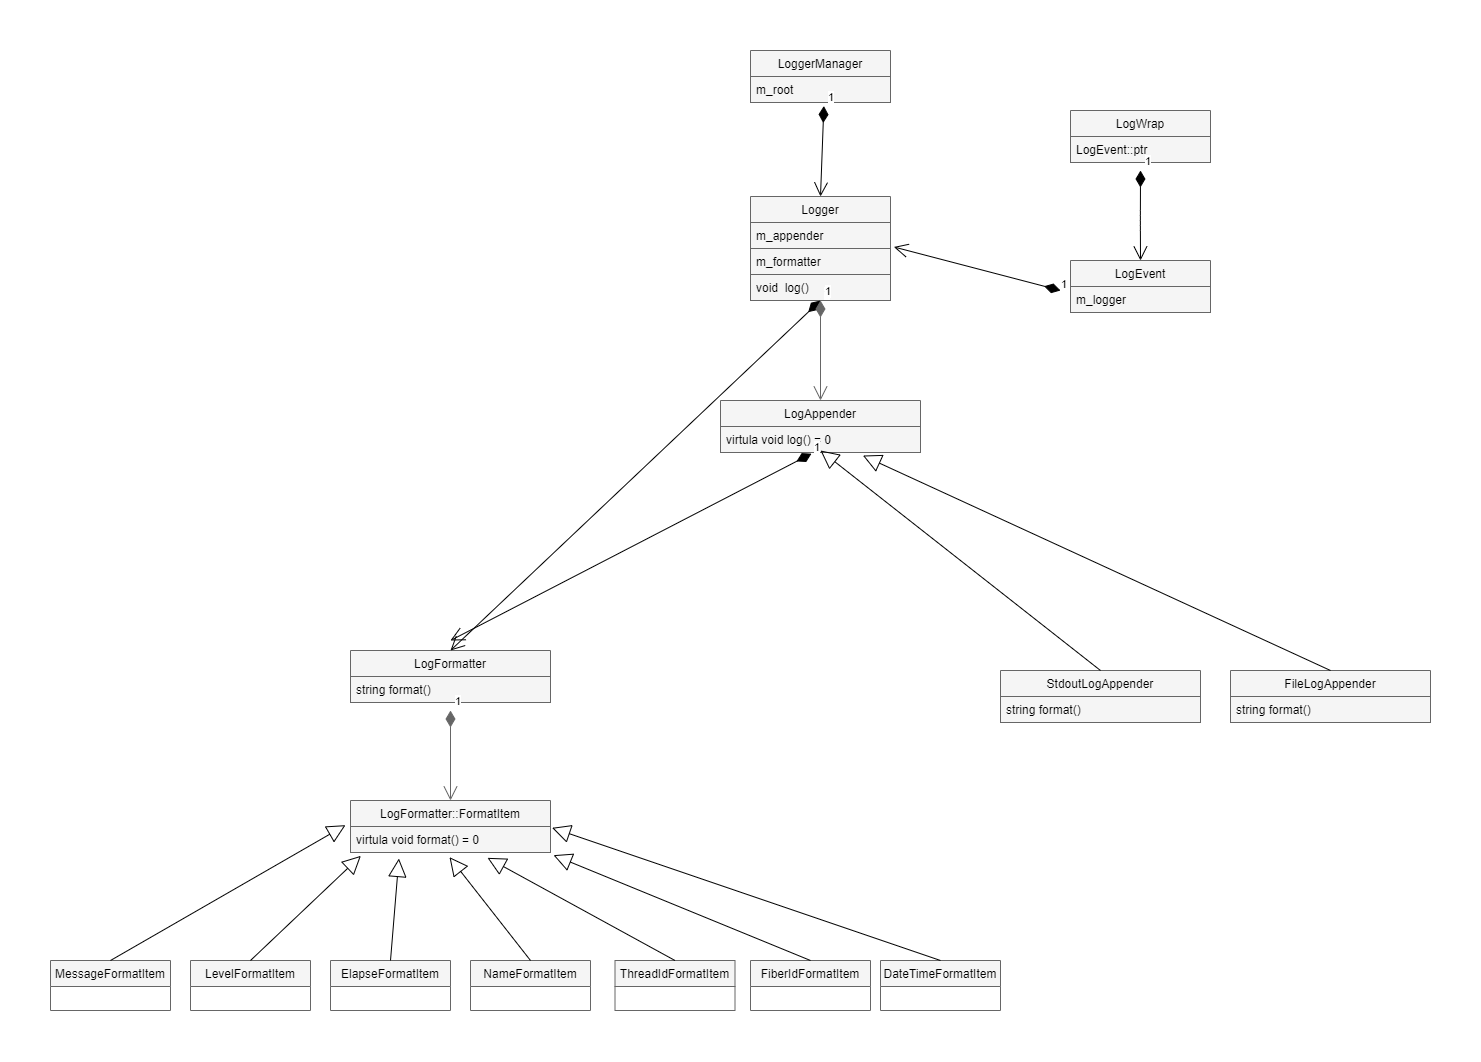 LoggerManager
m_root
1
LogWrap
LogEvent::ptr
1
Logger
m_appender
m_formatter
void  log()
1
LogEvent
m_logger
1
LogAppender
virtula void log() = 0
1
LogFormatter
string format()
1
StdoutLogAppender
string format()
FileLogAppender
string format()
LogFormatter::FormatItem
virtula void format() = 0
MessageFormatItem
LevelFormatItem
ElapseFormatItem
NameFormatItem
ThreadIdFormatItem
FiberIdFormatItem
DateTimeFormatItem